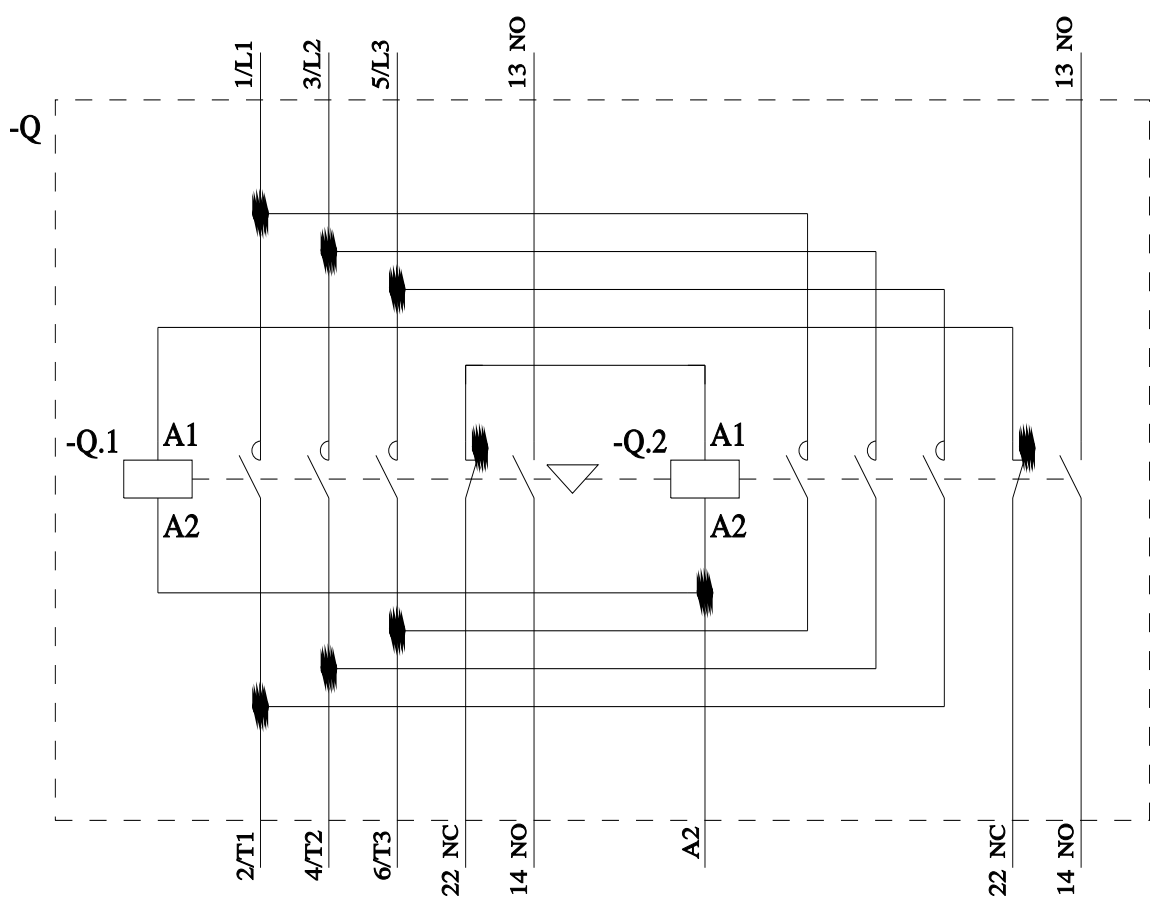 1/L1
3/L2
5/L3
13 NO
13 NO
-Q
-Q.1
A1
-Q.2
A1
A2
A2
2/T1
4/T2
6/T3
22 NC
14 NO
A2
22 NC
14 NO